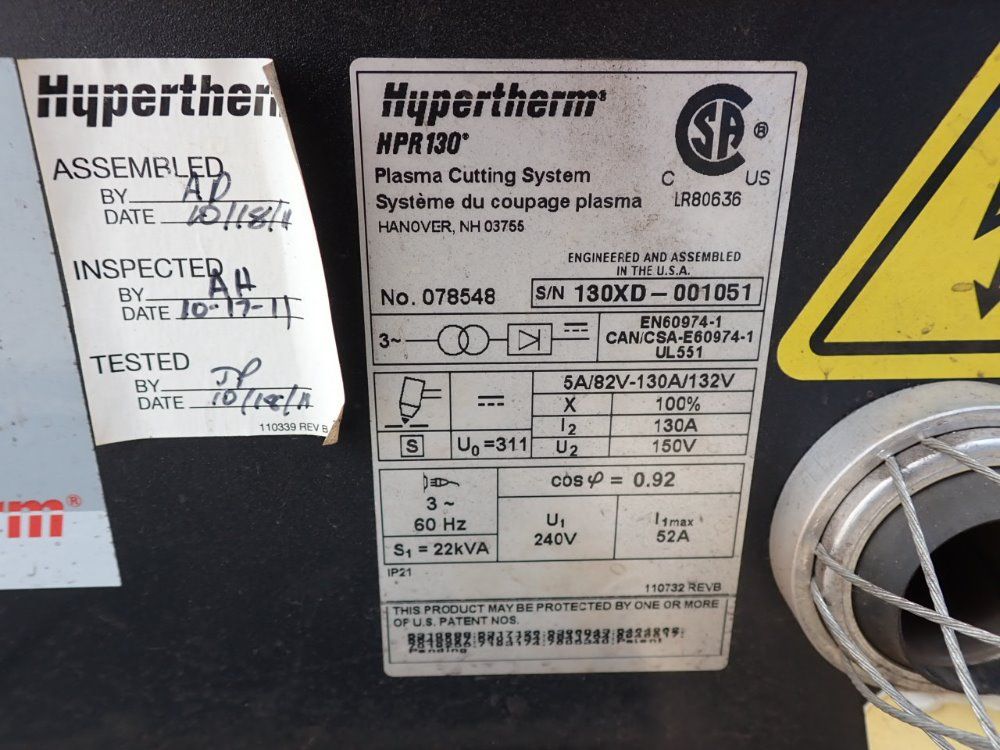 Hyperther
ASSEMBLED
BY AD
DATE 10/18/11
INSPECTED
BY AH
DATE 10-17-11
TESTED
BY JP
DATE 10/18/11
110339 REV B
rm®
Hypertherm®
HPR130®
Plasma Cutting System
Système du coupage plasma
HANOVER, NH 03755
CSA ®
C US
LR80636
ENGINEERED AND ASSEMBLED
IN THE U.S.A.
No. 078548
S/N 130XD-001051
3~
EN60974-1
CAN/CSA-E60974-1
UL551
5A/82V-130A/132V
X 100%
I2 130A
S U0 =311 U2 150V
3 ~
60 Hz
S1 = 22kVA
cos φ = 0.92
U1
240V
I1max
52A
IP21
110732 REVB
THIS PRODUCT MAY BE PROTECTED BY ONE OR MORE
OF U.S. PATENT NOS.
Patent
Pending